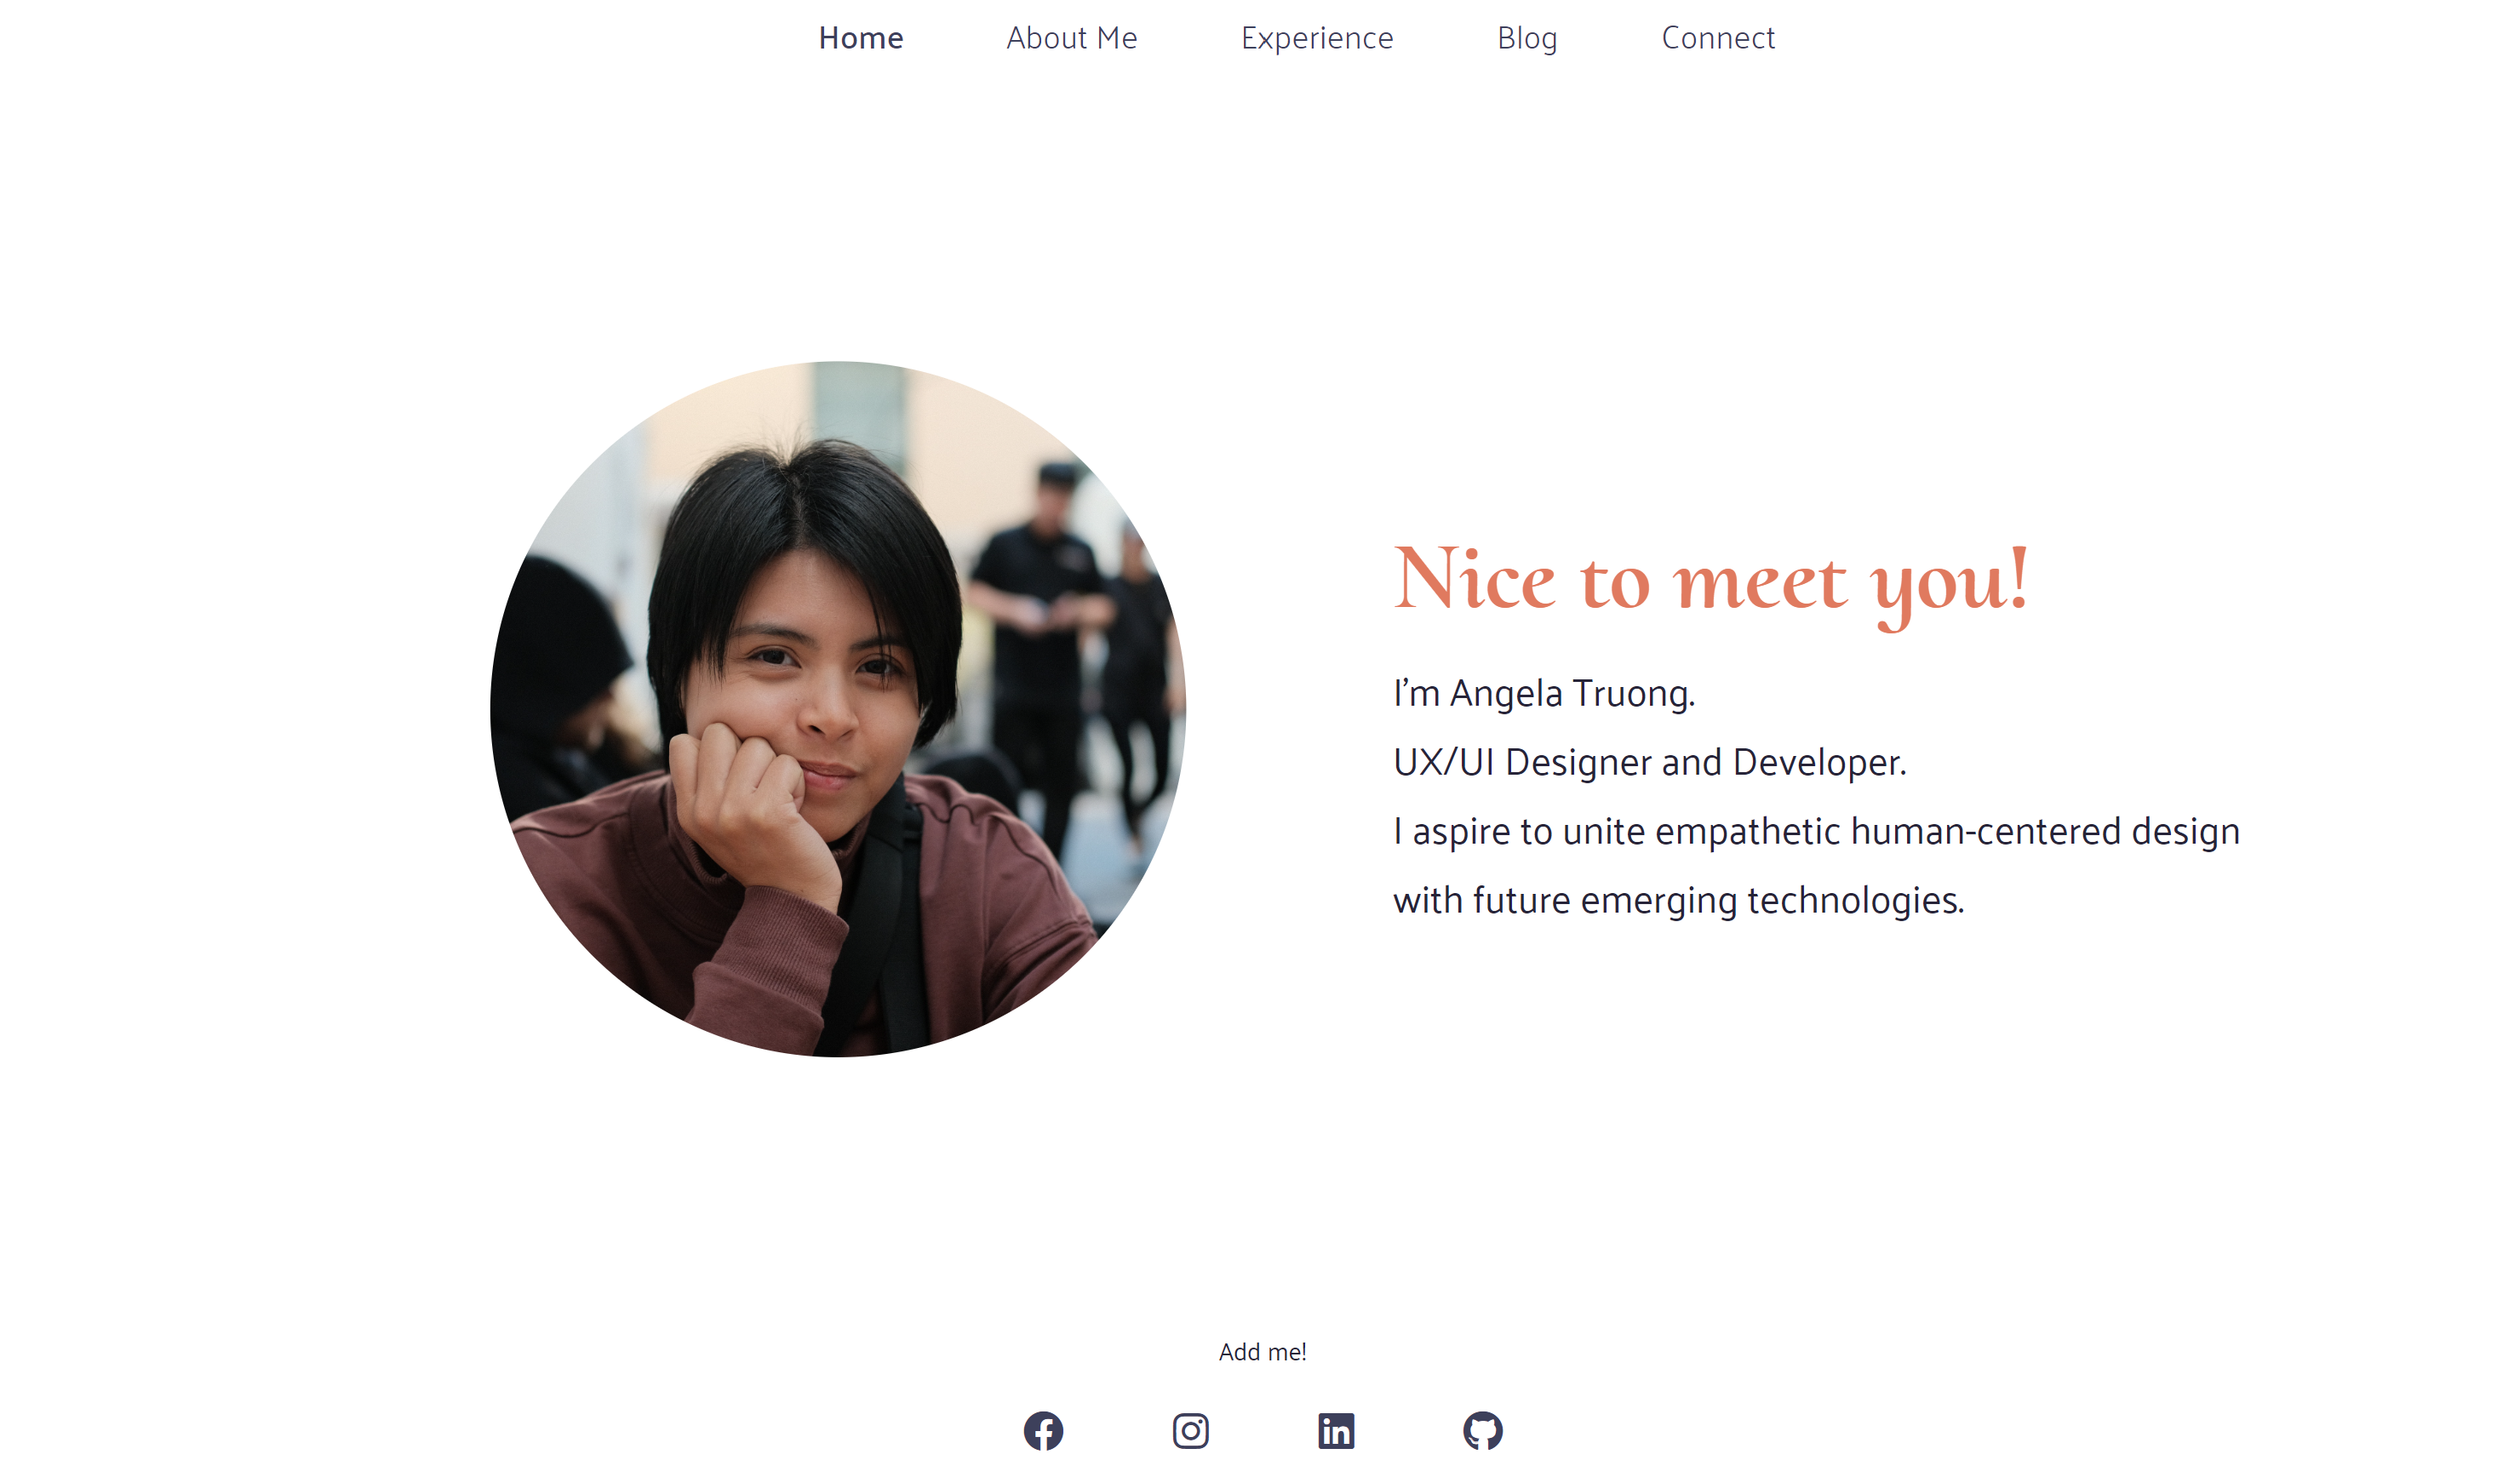 Home About Me Experience Blog Connect
Nice to meet you!
I’m Angela Truong.
UX/UI Designer and Developer.
I aspire to unite empathetic human-centered design
with future emerging technologies.
Add me!